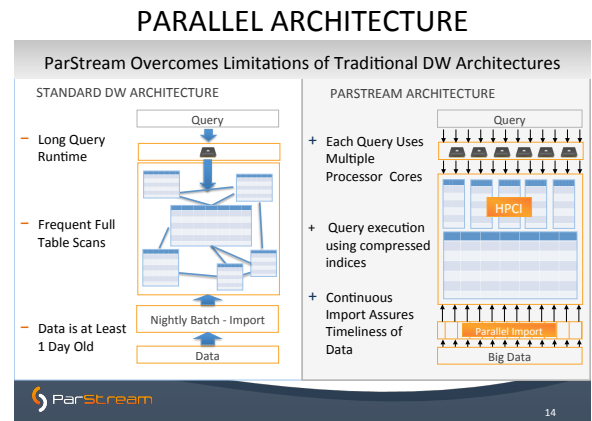 PARALLEL ARCHITECTURE
ParStream Overcomes Limitations of Traditional DW Architectures
STANDARD DW ARCHITECTURE
− Long Query
Runtime
− Frequent Full
Table Scans
− Data is at Least
1 Day Old
Query
Nightly Batch - Import
Data
PARSTREAM ARCHITECTURE
+ Each Query Uses
Multiple
Processor Cores
+ Query execution
using compressed
indices
+ Continuous
Import Assures
Timeliness of
Data
Query
HPCI
Parallel Import
Big Data
ParStream
14